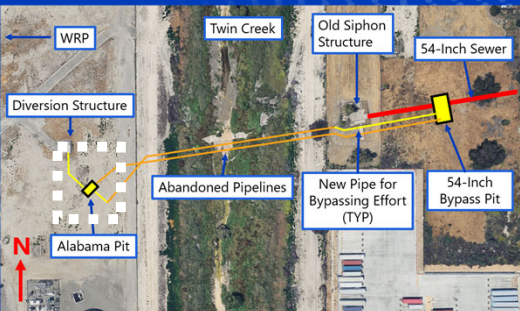 WRP
Twin Creek
Old Siphon
Structure
54-Inch Sewer
Diversion Structure
Abandoned Pipelines
New Pipe for
Bypassing Effort
(TYP)
54-Inch
Bypass Pit
Alabama Pit
N